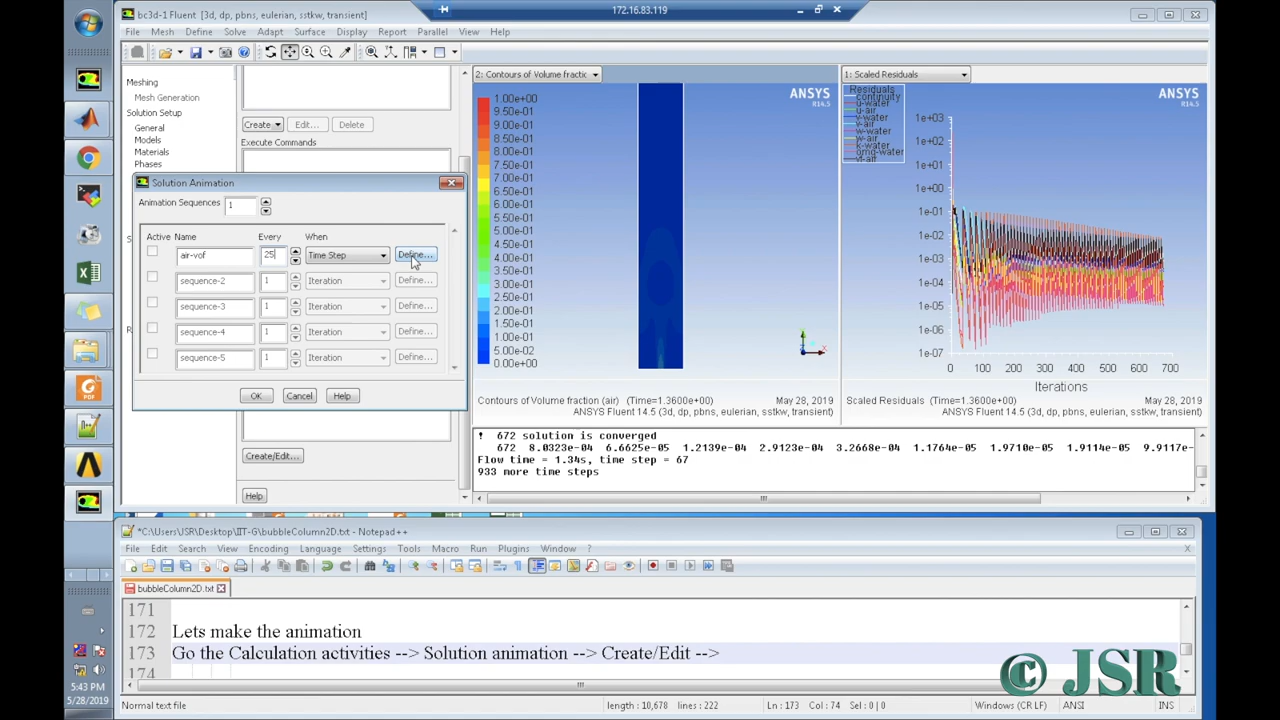 bc3d-1 Fluent [3d, dp, pbns, eulerian, sstkw, transient]
172.16.83.119
File Mesh Define Solve Adapt Surface Display Report Parallel View Help
Meshing
Mesh Generation
Solution Setup
General
Models
Materials
Phases
Create Edit... Delete
Execute Commands
Solution Animation
Animation Sequences 1
Active Name Every When
air-vof 25 Time Step Define...
sequence-2 1 Iteration Define...
sequence-3 1 Iteration Define...
sequence-4 1 Iteration Define...
sequence-5 1 Iteration Define...
OK Cancel Help
Create/Edit...
Help
2: Contours of Volume fractic
1.00e+00
9.50e-01
9.00e-01
8.50e-01
8.00e-01
7.50e-01
7.00e-01
6.50e-01
6.00e-01
5.50e-01
5.00e-01
4.50e-01
4.00e-01
3.50e-01
3.00e-01
2.50e-01
2.00e-01
1.50e-01
1.00e-01
5.00e-02
0.00e+00
ANSYS
R14.5
Contours of Volume fraction (air) (Time=1.3600e+00) May 28, 2019
ANSYS Fluent 14.5 (3d, dp, pbns, eulerian, sstkw, transient)
1: Scaled Residuals
Residuals
continuity
u-water
u-air
v-water
v-air
w-water
w-air
k-water
omg-water
vf-air
ANSYS
R14.5
1e+03
1e+02
1e+01
1e+00
1e-01
1e-02
1e-03
1e-04
1e-05
1e-06
1e-07
0 100 200 300 400 500 600 700
Iterations
Scaled Residuals (Time=1.3600e+00) May 28, 2019
ANSYS Fluent 14.5 (3d, dp, pbns, eulerian, sstkw, transient)
! 672 solution is converged
672 8.0323e-04 6.6625e-05 1.2139e-04 2.9123e-04 3.2668e-04 1.1764e-05 1.9710e-05 1.9114e-05 9.9117e-
Flow time = 1.34s, time step = 67
933 more time steps
*C:\Users\JSR\Desktop\IIT-G\bubbleColumn2D.txt - Notepad++
File Edit Search View Encoding Language Settings Tools Macro Run Plugins Window ?
X
bubbleColumn2D.txt
171
172 Lets make the animation
173 Go the Calculation activities --> Solution animation --> Create/Edit -->
174
© JSR
Normal text file length : 10,678 lines : 222 Ln : 173 Col : 74 Sel : 0 | 0 Windows (CR LF) ANSI INS
5:43 PM
5/28/2019